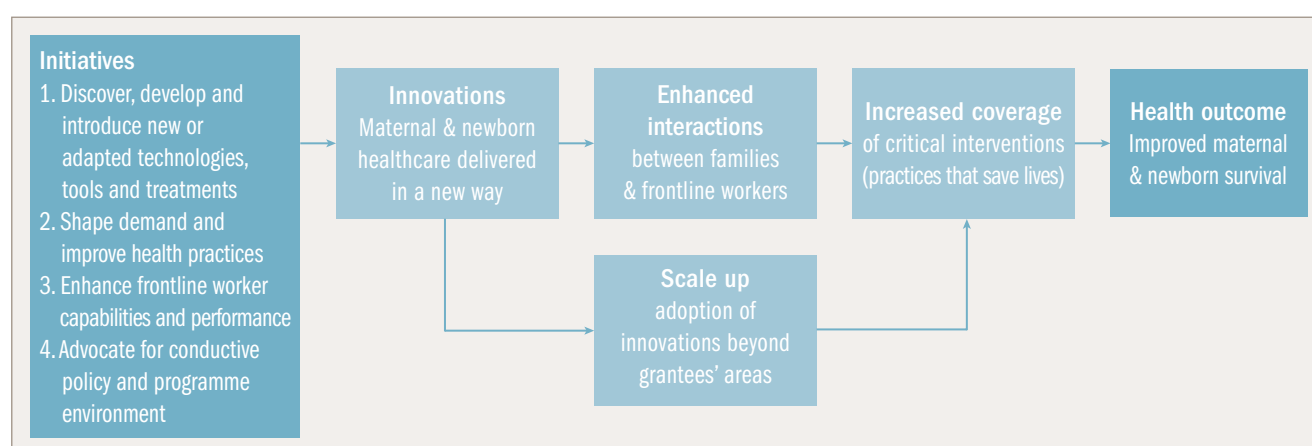 Initiatives
1. Discover, develop and
introduce new or
adapted technologies,
tools and treatments
2. Shape demand and
improve health practices
3. Enhance frontline worker
capabilities and performance
4. Advocate for conductive
policy and programme
environment
Innovations
Maternal & newborn
healthcare delivered
in a new way
Enhanced
interactions
between families
& frontline workers
Scale up
adoption of
innovations beyond
grantees’ areas
Increased coverage
of critical interventions
(practices that save lives)
Health outcome
Improved maternal
& newborn survival